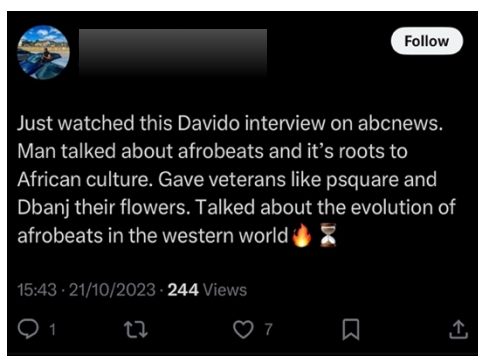 Follow
Just watched this Davido interview on abcnews.
Man talked about afrobeats and it's roots to
African culture. Gave veterans like psquare and
Dbanj their flowers. Talked about the evolution of
afrobeats in the western world🔥 ⏳
15:43 · 21/10/2023 · 244 Views
1 7